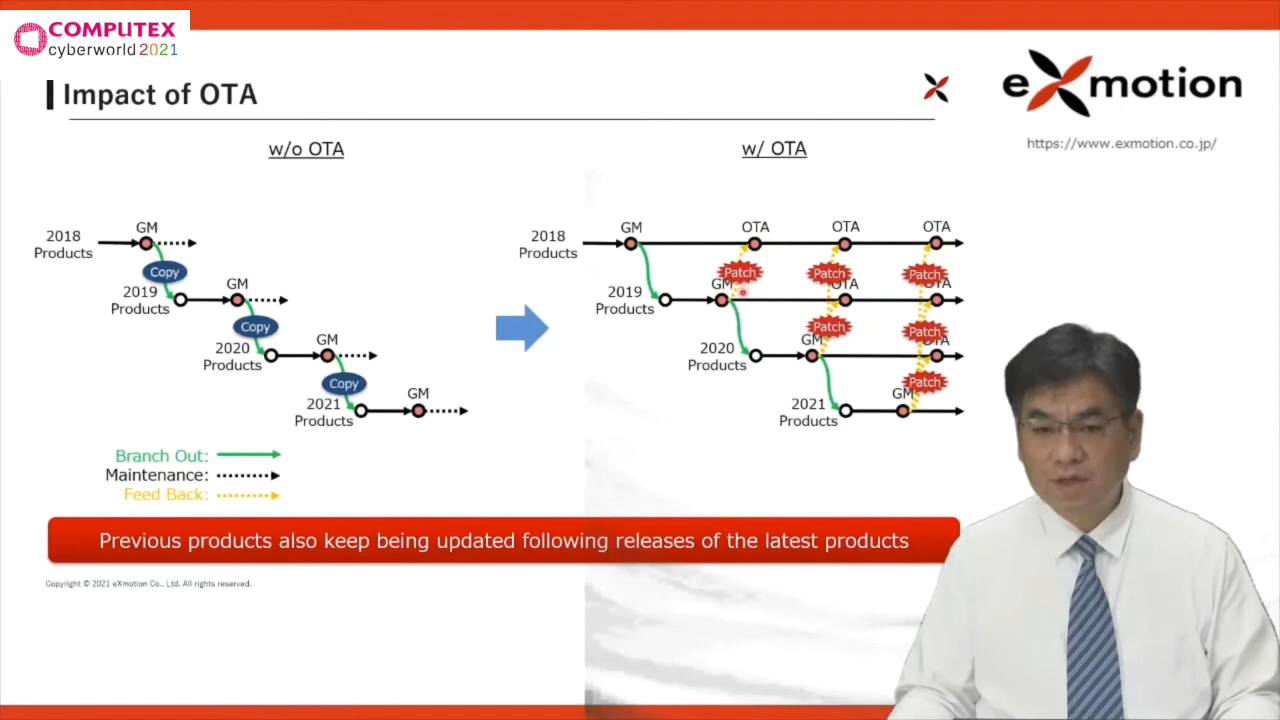 COMPUTEX
cyberworld 2021
Impact of OTA
eXmotion
https://www.exmotion.co.jp/
w/o OTA
w/ OTA
2018
Products
GM
Copy
2019
Products
GM
Copy
2020
Products
GM
Copy
2021
Products
GM
2018
Products
GM
OTA
OTA
OTA
Patch
Patch
Patch
2019
Products
GM
OTA
OTA
Patch
Patch
2020
Products
GM
OTA
Patch
2021
Products
GM
Branch Out:
Maintenance:
Feed Back:
Previous products also keep being updated following releases of the latest products
Copyright © 2021 eXmotion Co., Ltd. All rights reserved.